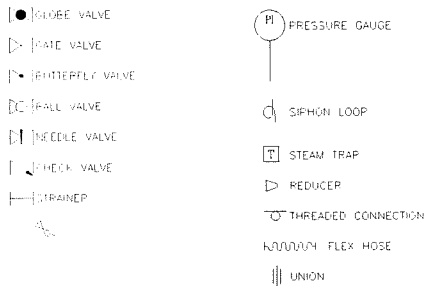 GLOBE VALVE
GATE VALVE
BUTTERFLY VALVE
BALL VALVE
NEEDLE VALVE
CHECK VALVE
STRAINER
PI
PRESSURE GAUGE
SIPHON LOOP
T
STEAM TRAP
REDUCER
THREADED CONNECTION
FLEX HOSE
UNION